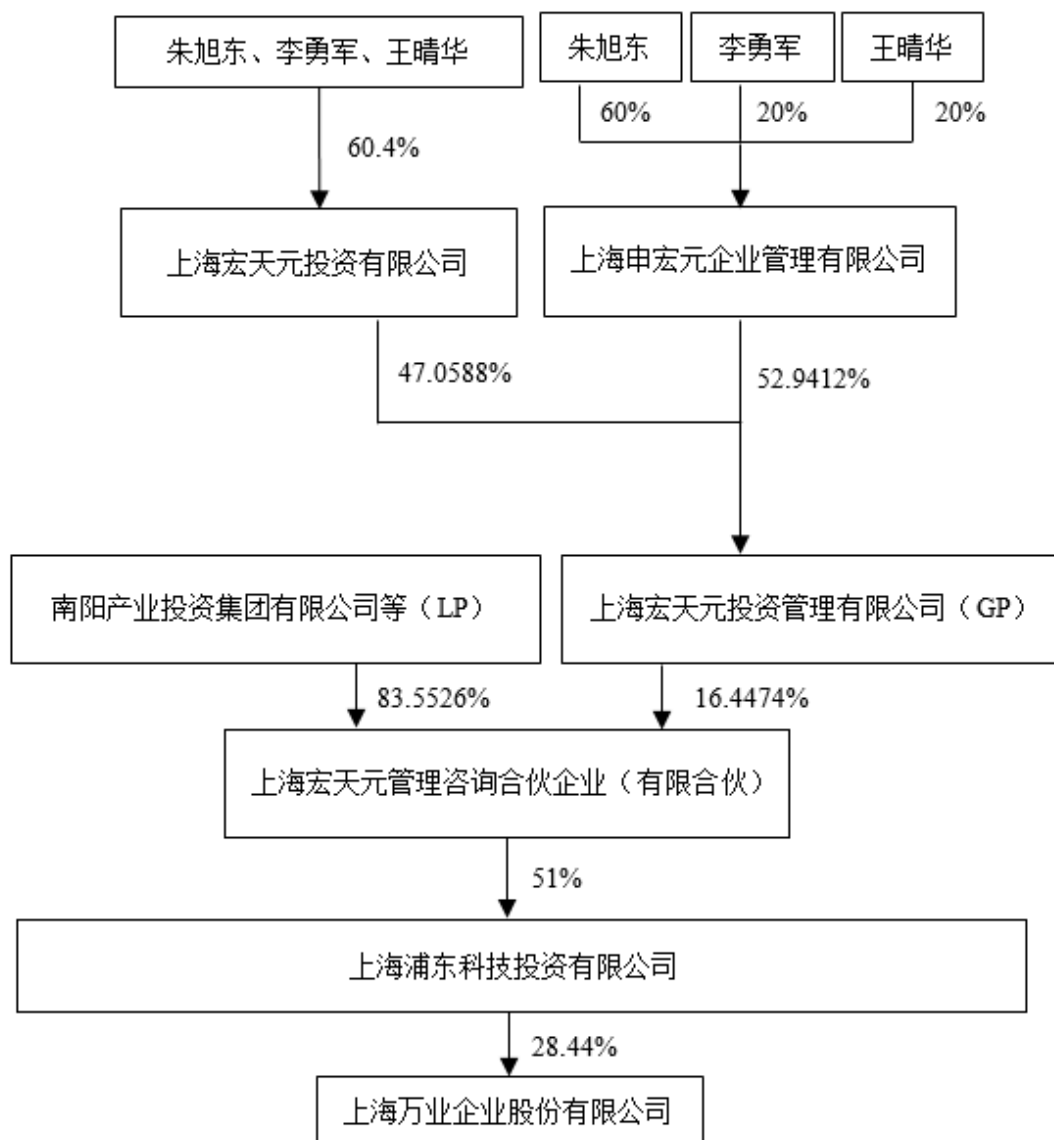 朱旭东、李勇军、王晴华
朱旭东
李勇军
王晴华
60%
20%
20%
60.4%
上海宏天元投资有限公司
上海申宏元企业管理有限公司
47.0588%
52.9412%
南阳产业投资集团有限公司等（LP）
上海宏天元投资管理有限公司（GP）
83.5526%
16.4474%
上海宏天元管理咨询合伙企业（有限合伙）
51%
上海浦东科技投资有限公司
28.44%
上海万业企业股份有限公司